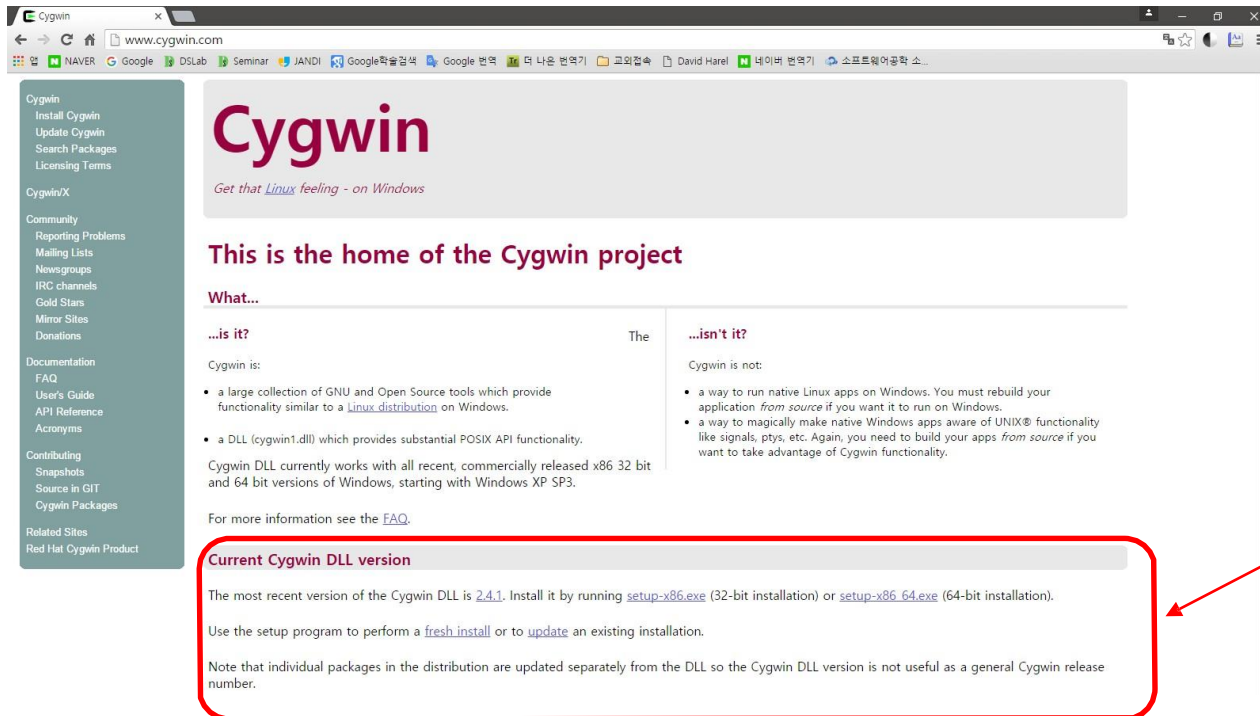 Cygwin
www.cygwin.com
앱 NAVER Google DSLab Seminar JANDI Google학술검색 Google 번역 더 나은 번역기 교외접속 David Harel 네이버 번역기 소프트웨어공학 소...
Cygwin
Install Cygwin
Update Cygwin
Search Packages
Licensing Terms
Cygwin/X
Community
Reporting Problems
Mailing Lists
Newsgroups
IRC channels
Gold Stars
Mirror Sites
Donations
Documentation
FAQ
User's Guide
API Reference
Acronyms
Contributing
Snapshots
Source in GIT
Cygwin Packages
Related Sites
Red Hat Cygwin Product
Cygwin
Get that Linux feeling - on Windows
This is the home of the Cygwin project
What...
...is it?
The
Cygwin is:
• a large collection of GNU and Open Source tools which provide
functionality similar to a Linux distribution on Windows.
• a DLL (cygwin1.dll) which provides substantial POSIX API functionality.
Cygwin DLL currently works with all recent, commercially released x86 32 bit
and 64 bit versions of Windows, starting with Windows XP SP3.
For more information see the FAQ.
...isn't it?
Cygwin is not:
• a way to run native Linux apps on Windows. You must rebuild your
application from source if you want it to run on Windows.
• a way to magically make native Windows apps aware of UNIX® functionality
like signals, ptys, etc. Again, you need to build your apps from source if you
want to take advantage of Cygwin functionality.
Current Cygwin DLL version
The most recent version of the Cygwin DLL is 2.4.1. Install it by running setup-x86.exe (32-bit installation) or setup-x86_64.exe (64-bit installation).
Use the setup program to perform a fresh install or to update an existing installation.
Note that individual packages in the distribution are updated separately from the DLL so the Cygwin DLL version is not useful as a general Cygwin release
number.